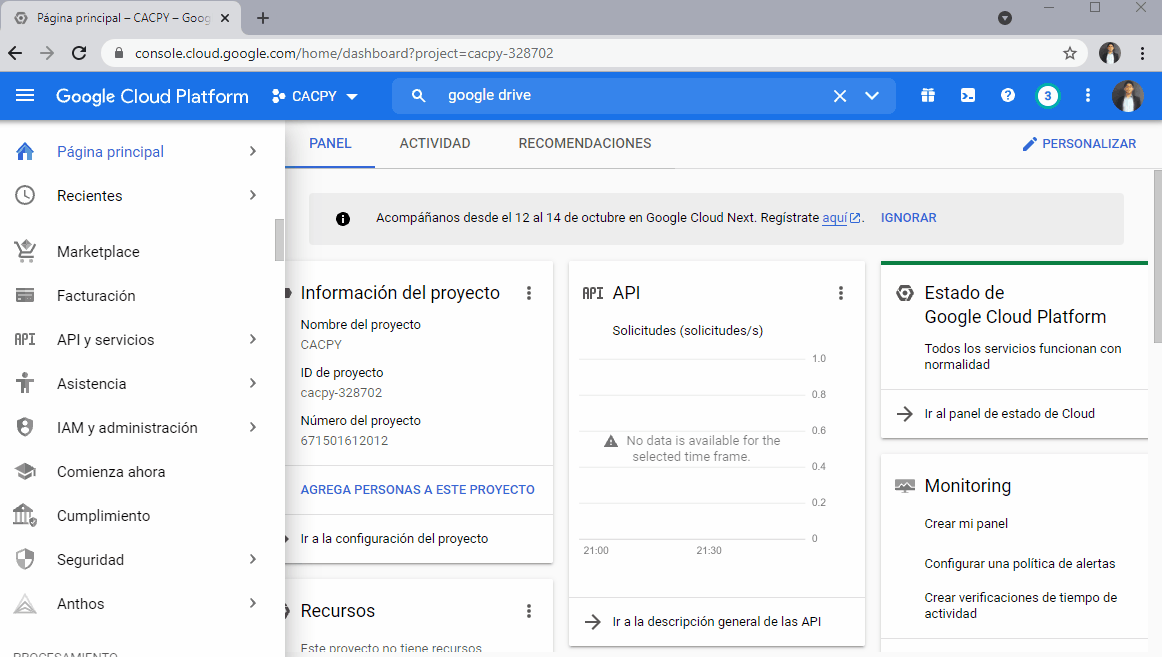 Página principal – CACPY – Goog
console.cloud.google.com/home/dashboard?project=cacpy-328702
Google Cloud Platform
CACPY
google drive
3
Página principal
Recientes
Marketplace
Facturación
API y servicios
Asistencia
IAM y administración
Comienza ahora
Cumplimiento
Seguridad
Anthos
PROCESAMIENTO
PANEL
ACTIVIDAD
RECOMENDACIONES
PERSONALIZAR
Acompáñanos desde el 12 al 14 de octubre en Google Cloud Next. Regístrate aquí. IGNORAR
Información del proyecto
Nombre del proyecto
CACPY
ID de proyecto
cacpy-328702
Número del proyecto
671501612012
AGREGA PERSONAS A ESTE PROYECTO
Ir a la configuración del proyecto
Recursos
Este proyecto no tiene recursos
API API
Solicitudes (solicitudes/s)
1.0
0.8
0.6
No data is available for the
selected time frame.
0.4
0.2
0
21:00
21:30
Ir a la descripción general de las API
Estado de
Google Cloud Platform
Todos los servicios funcionan con
normalidad
Ir al panel de estado de Cloud
Monitoring
Crear mi panel
Configurar una política de alertas
Crear verificaciones de tiempo de
actividad